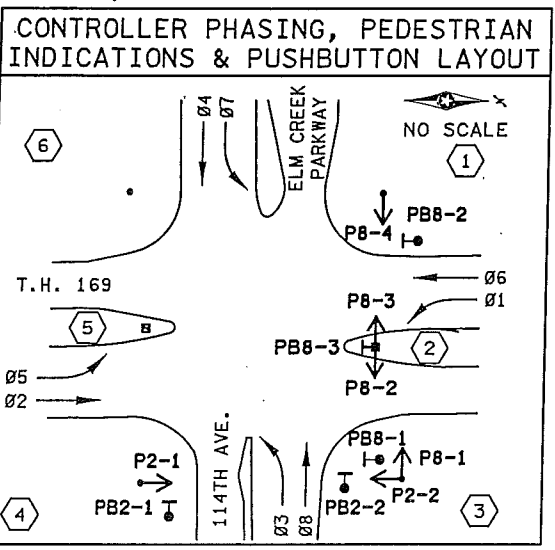 CONTROLLER PHASING, PEDESTRIAN
INDICATIONS & PUSHBUTTON LAYOUT
Ø4
Ø7
ELM CREEK
PARKWAY
NO SCALE
6
1
P8-4
PB8-2
T.H. 169
Ø6
P8-3
Ø1
5
PB8-3
2
Ø5
P8-2
Ø2
114TH AVE.
PB8-1
P2-1
P8-1
PB2-1
PB2-2
P2-2
4
Ø3
Ø8
3